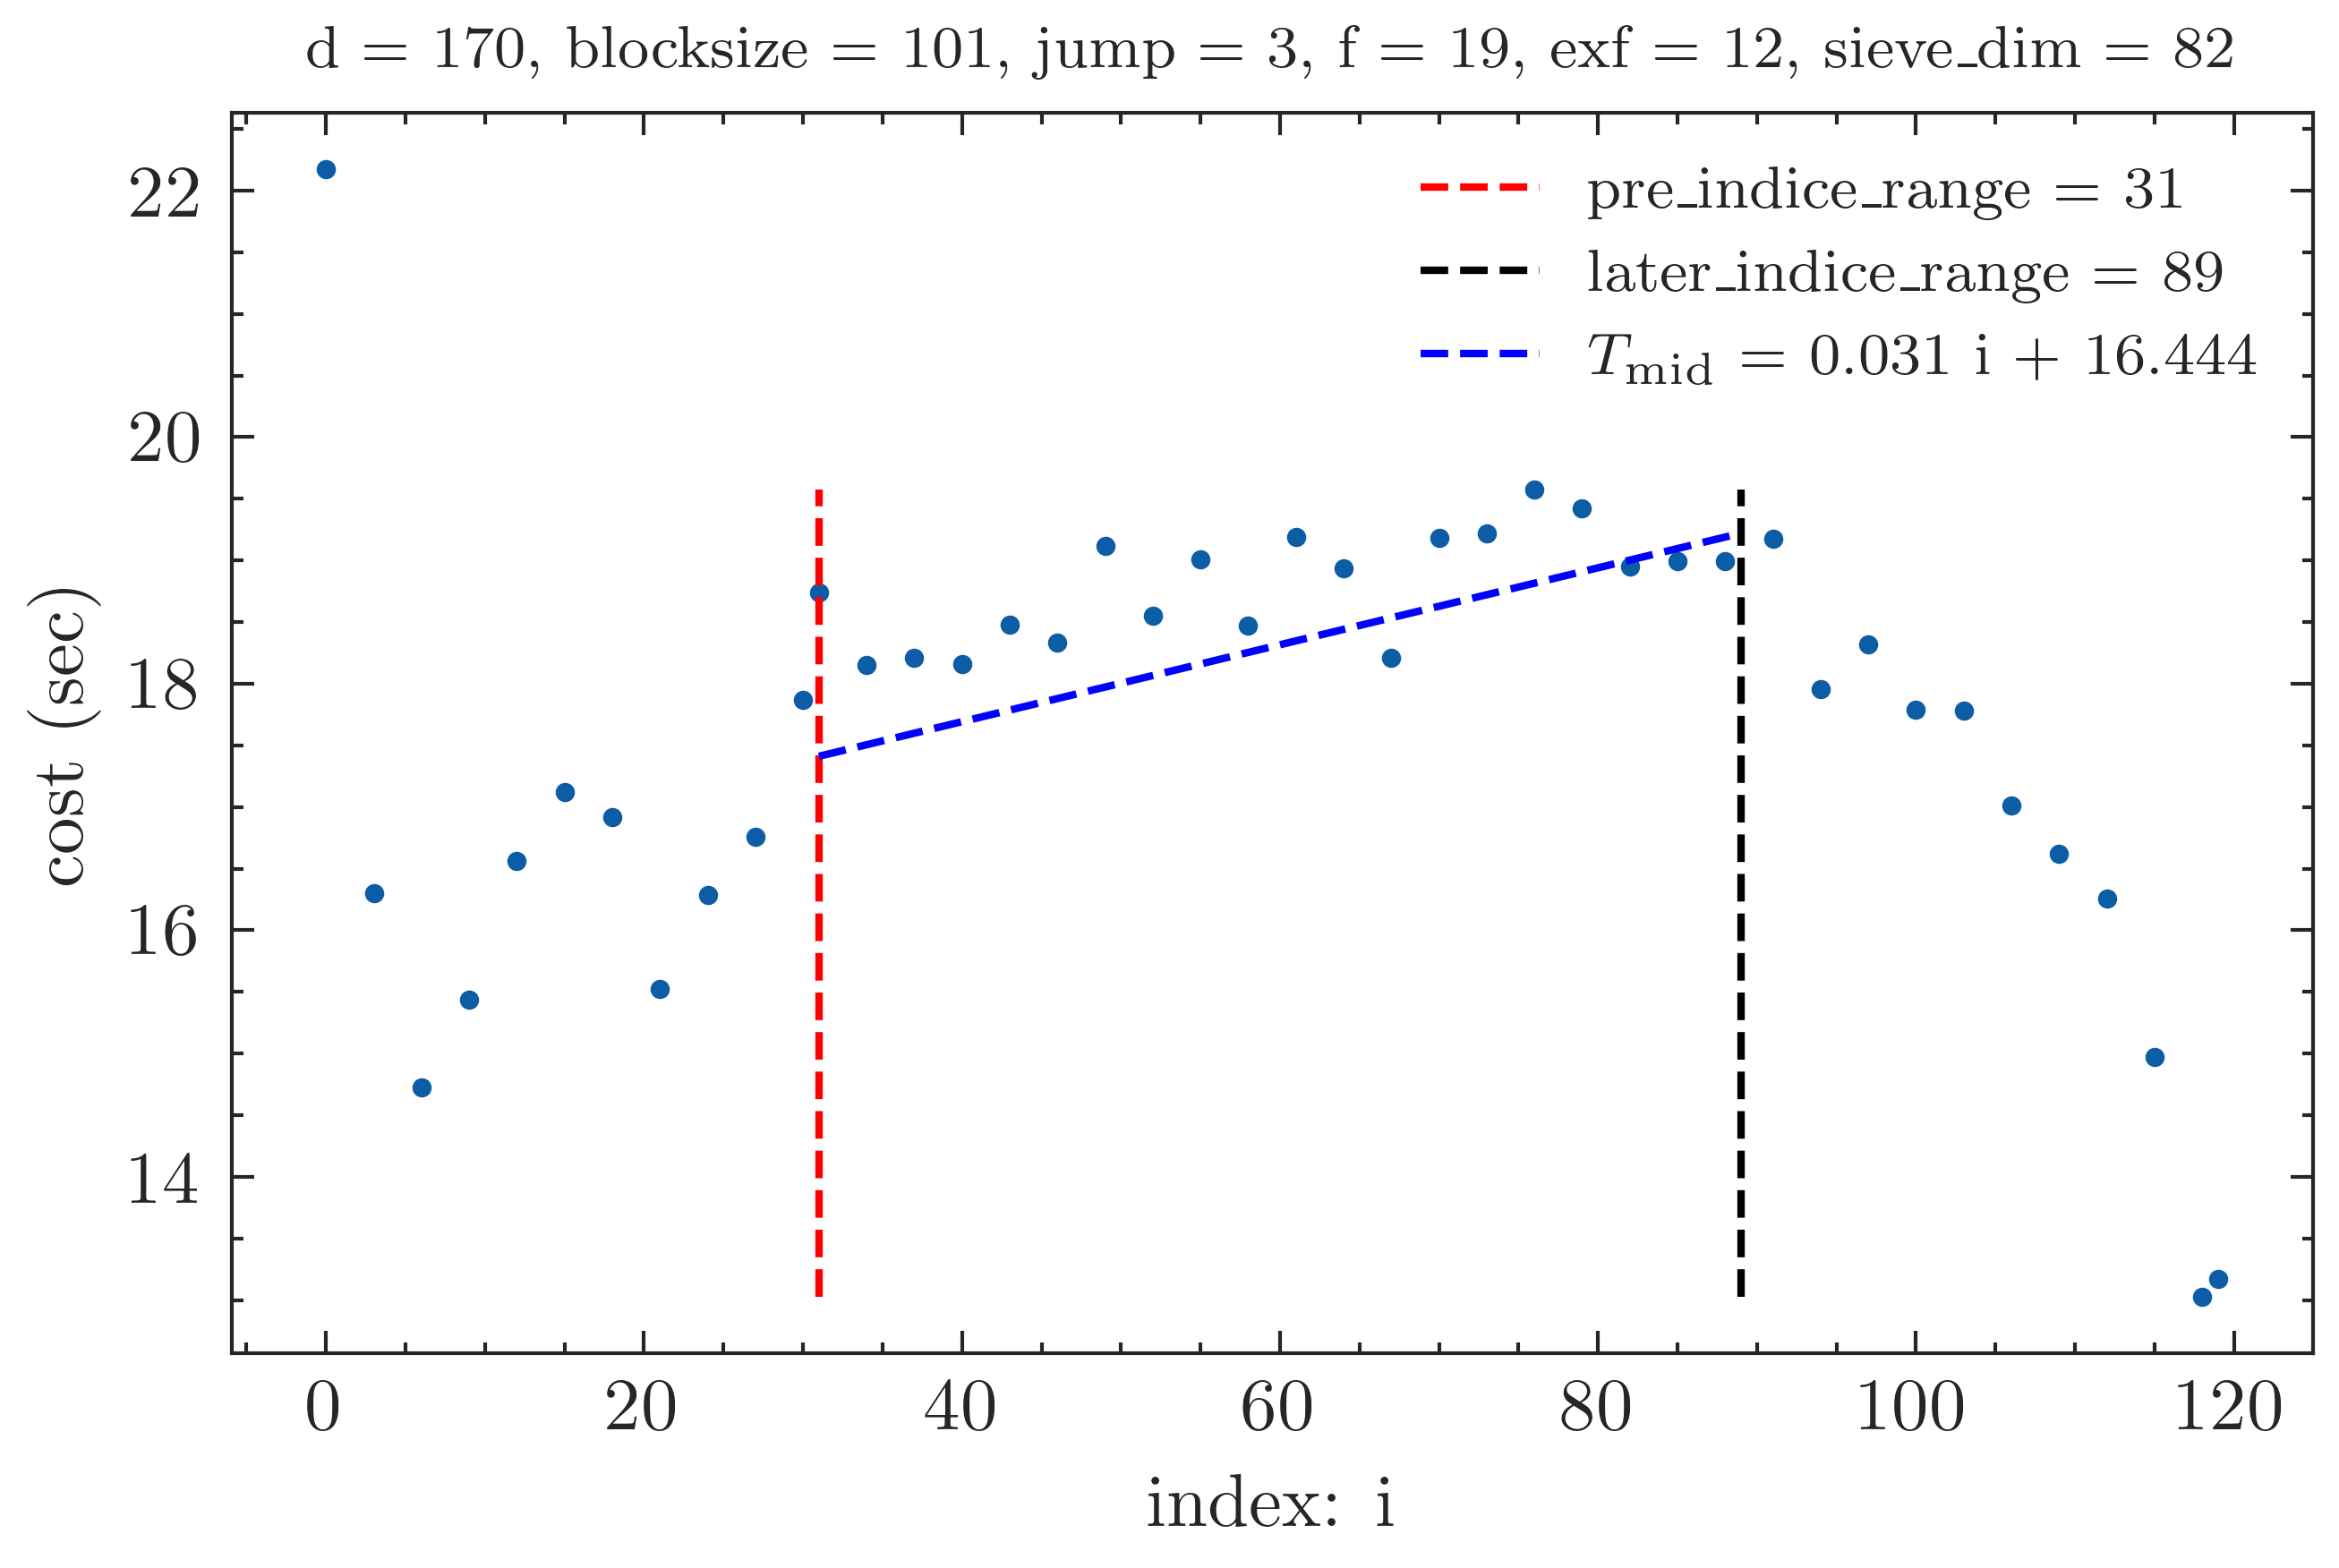 d = 170, blocksize = 101, jump = 3, f = 19, exf = 12, sieve_dim = 82
pre_indice_range = 31
later_indice_range = 89
T_mid = 0.031 i + 16.444
cost (sec)
22
20
18
16
14
0 20 40 60 80 100 120
index: i